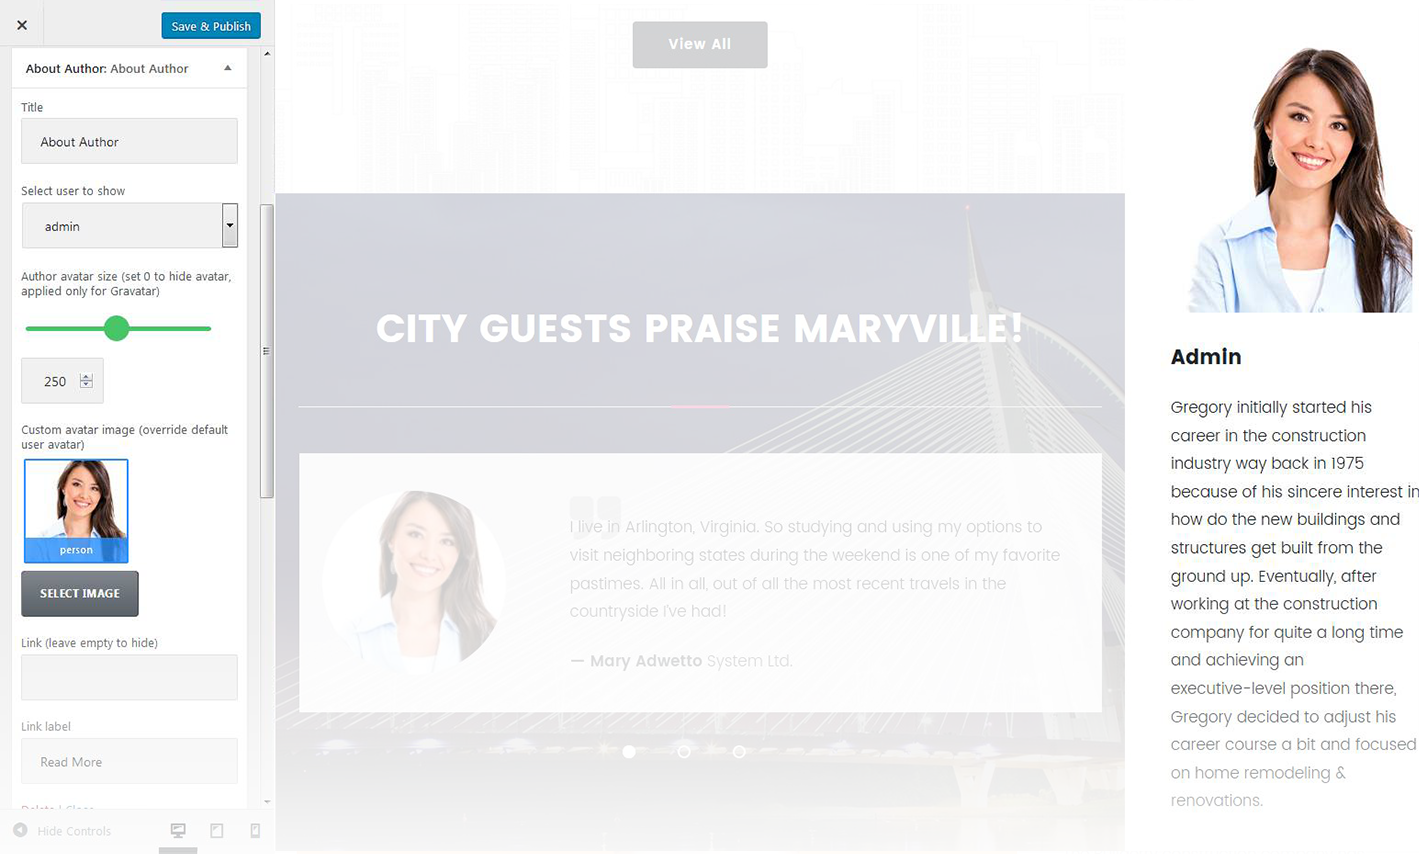 Save & Publish
About Author: About Author
Title
About Author
Select user to show
admin
Author avatar size (set 0 to hide avatar,
applied only for Gravatar)
250
Custom avatar image (override default
user avatar)
person
SELECT IMAGE
Link (leave empty to hide)
Link label
Read More
Delete | Close
Hide Controls
View All
CITY GUESTS PRAISE MARYVILLE!
I live in Arlington, Virginia. So studying and using my options to
visit neighboring states during the weekend is one of my favorite
pastimes. All in all, out of all the most recent travels in the
countryside I've had!
— Mary Adwetto System Ltd.
Admin
Gregory initially started his
career in the construction
industry way back in 1975
because of his sincere interest in
how do the new buildings and
structures get built from the
ground up. Eventually, after
working at the construction
company for quite a long time
and achieving an
executive-level position there,
Gregory decided to adjust his
career course a bit and focused
on home remodeling &
renovations.